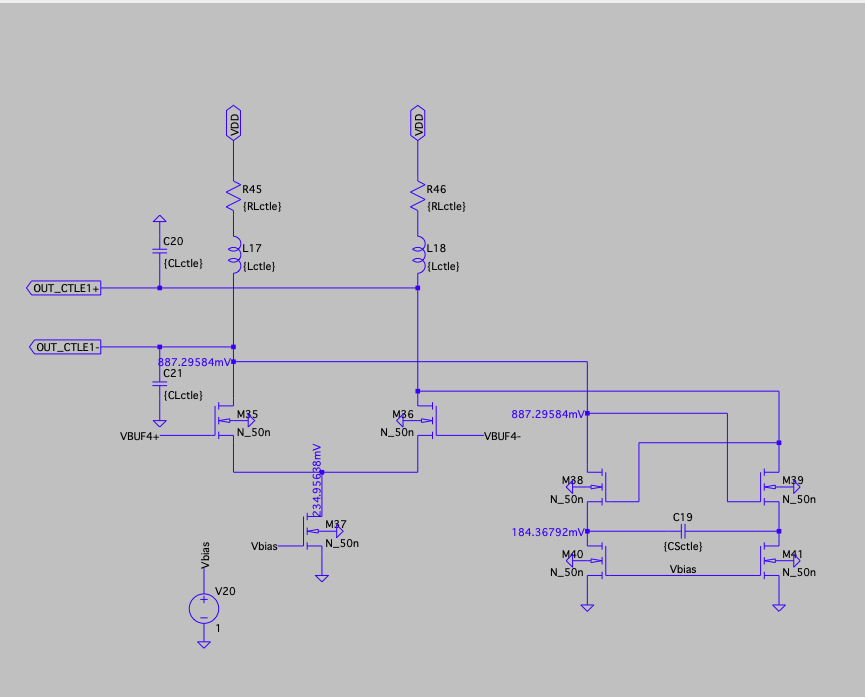 VDD
VDD
R45
{RLctle}
R46
{RLctle}
C20
{CLctle}
L17
{Lctle}
L18
{Lctle}
OUT_CTLE1+
OUT_CTLE1-
887.29584mV
C21
{CLctle}
M35
N_50n
VBUF4+
M36
N_50n
VBUF4-
887.29584mV
234.95638mV
M37
N_50n
Vbias
M38
N_50n
M39
N_50n
184.36792mV
C19
{CSctle}
M40
N_50n
Vbias
M41
N_50n
Vbias
V20
1